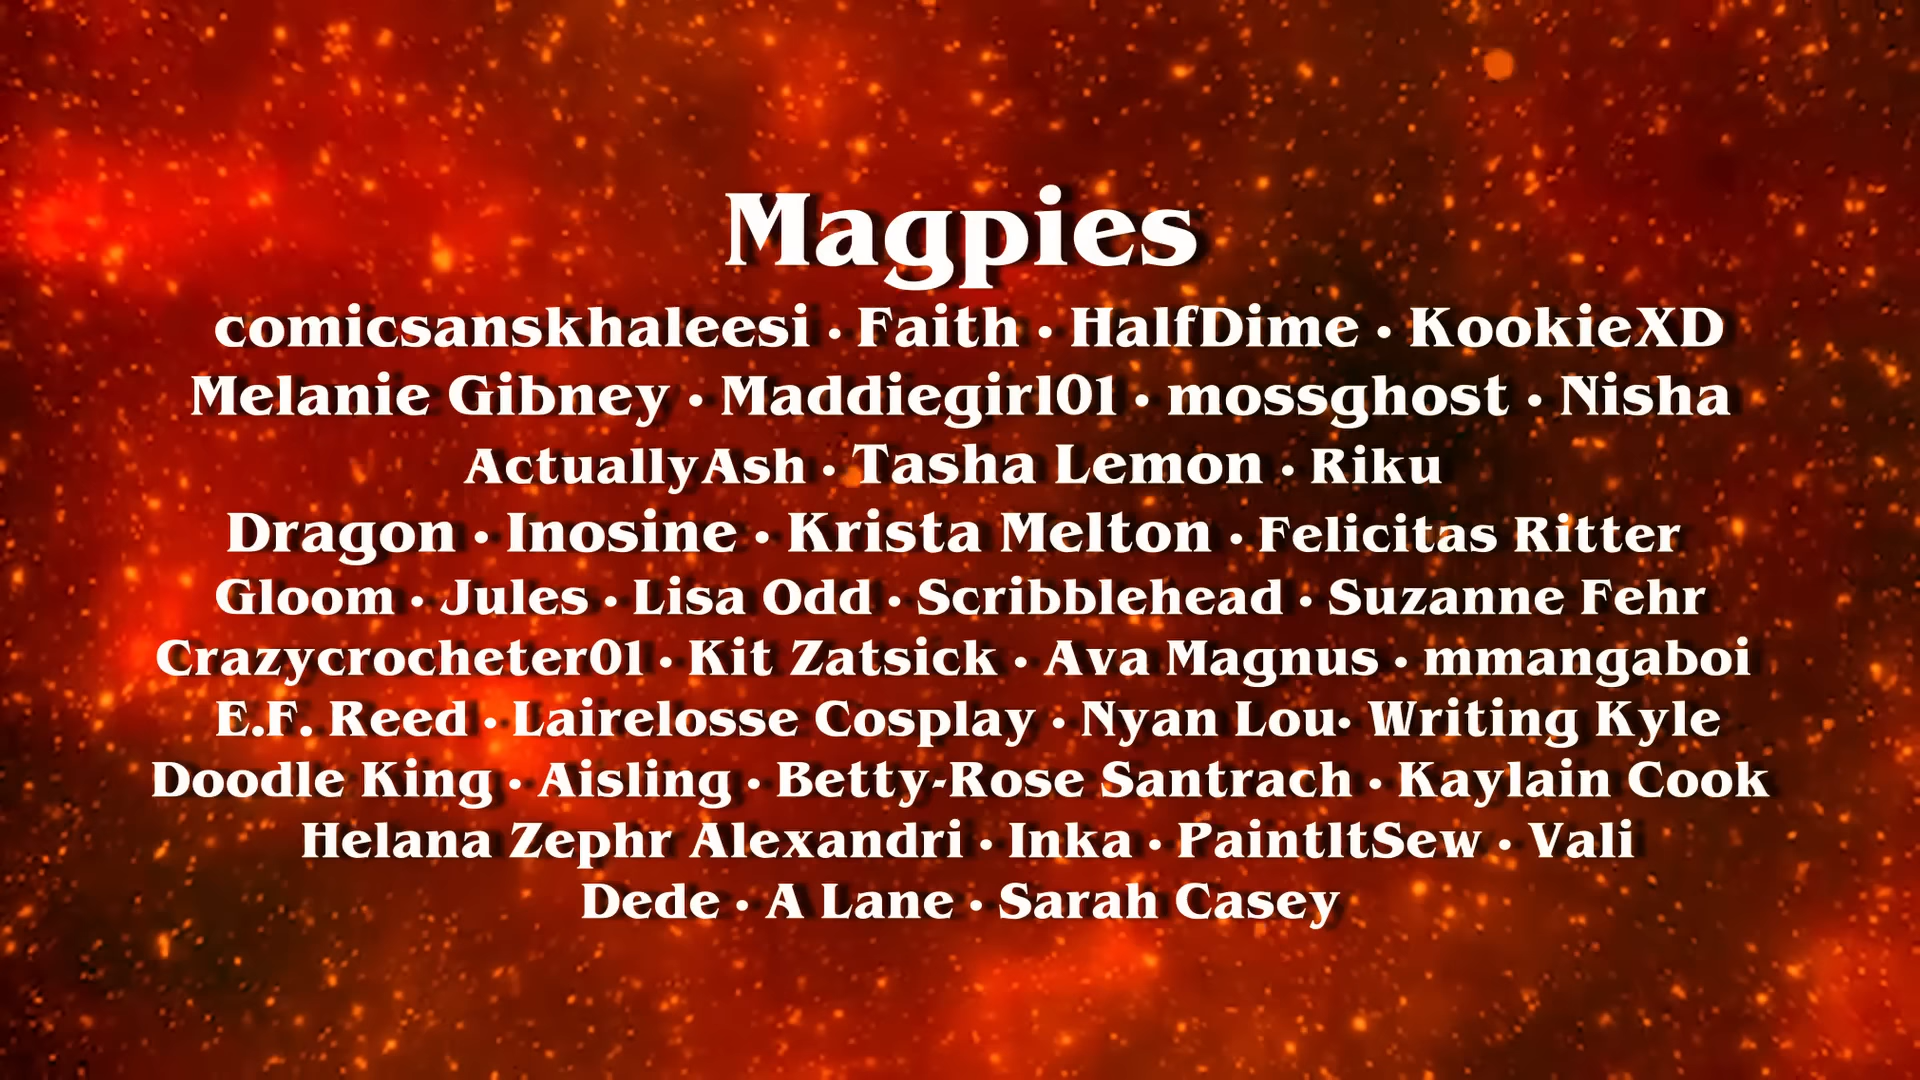 Magpies
comicsanskhaleesi • Faith • HalfDime • KookieXD
Melanie Gibney • Maddiegirl01 • mossghost • Nisha
ActuallyAsh • Tasha Lemon • Riku
Dragon • Inosine • Krista Melton • Felicitas Ritter
Gloom • Jules • Lisa Odd • Scribblehead • Suzanne Fehr
Crazycrocheter01 • Kit Zatsick • Ava Magnus • mmangaboi
E.F. Reed • Lairelosse Cosplay • Nyan Lou• Writing Kyle
Doodle King • Aisling • Betty-Rose Santrach • Kaylain Cook
Helana Zephr Alexandri • Inka • PaintItSew • Vali
Dede • A Lane • Sarah Casey